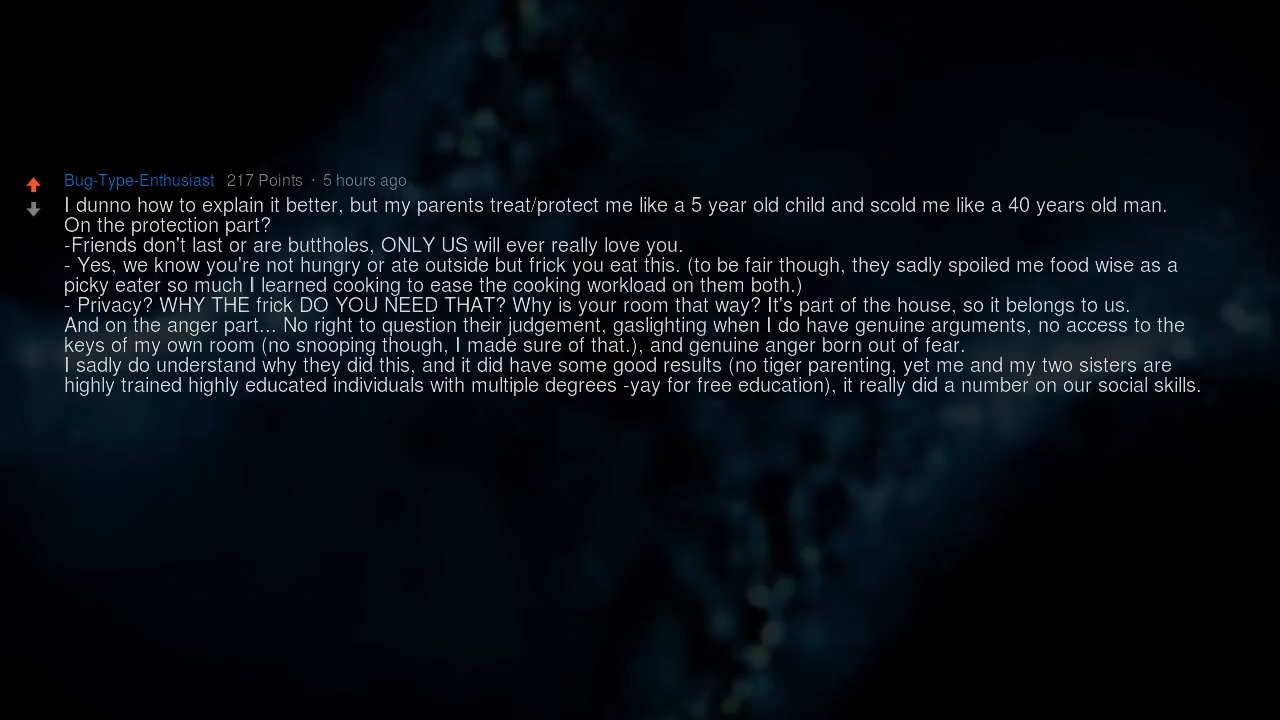 Bug-Type-Enthusiast 217 Points · 5 hours ago
I dunno how to explain it better, but my parents treat/protect me like a 5 year old child and scold me like a 40 years old man.
On the protection part?
-Friends don't last or are buttholes, ONLY US will ever really love you.
- Yes, we know you're not hungry or ate outside but frick you eat this. (to be fair though, they sadly spoiled me food wise as a
picky eater so much I learned cooking to ease the cooking workload on them both.)
- Privacy? WHY THE frick DO YOU NEED THAT? Why is your room that way? It's part of the house, so it belongs to us.
And on the anger part... No right to question their judgement, gaslighting when I do have genuine arguments, no access to the
keys of my own room (no snooping though, I made sure of that.), and genuine anger born out of fear.
I sadly do understand why they did this, and it did have some good results (no tiger parenting, yet me and my two sisters are
highly trained highly educated individuals with multiple degrees -yay for free education), it really did a number on our social skills.